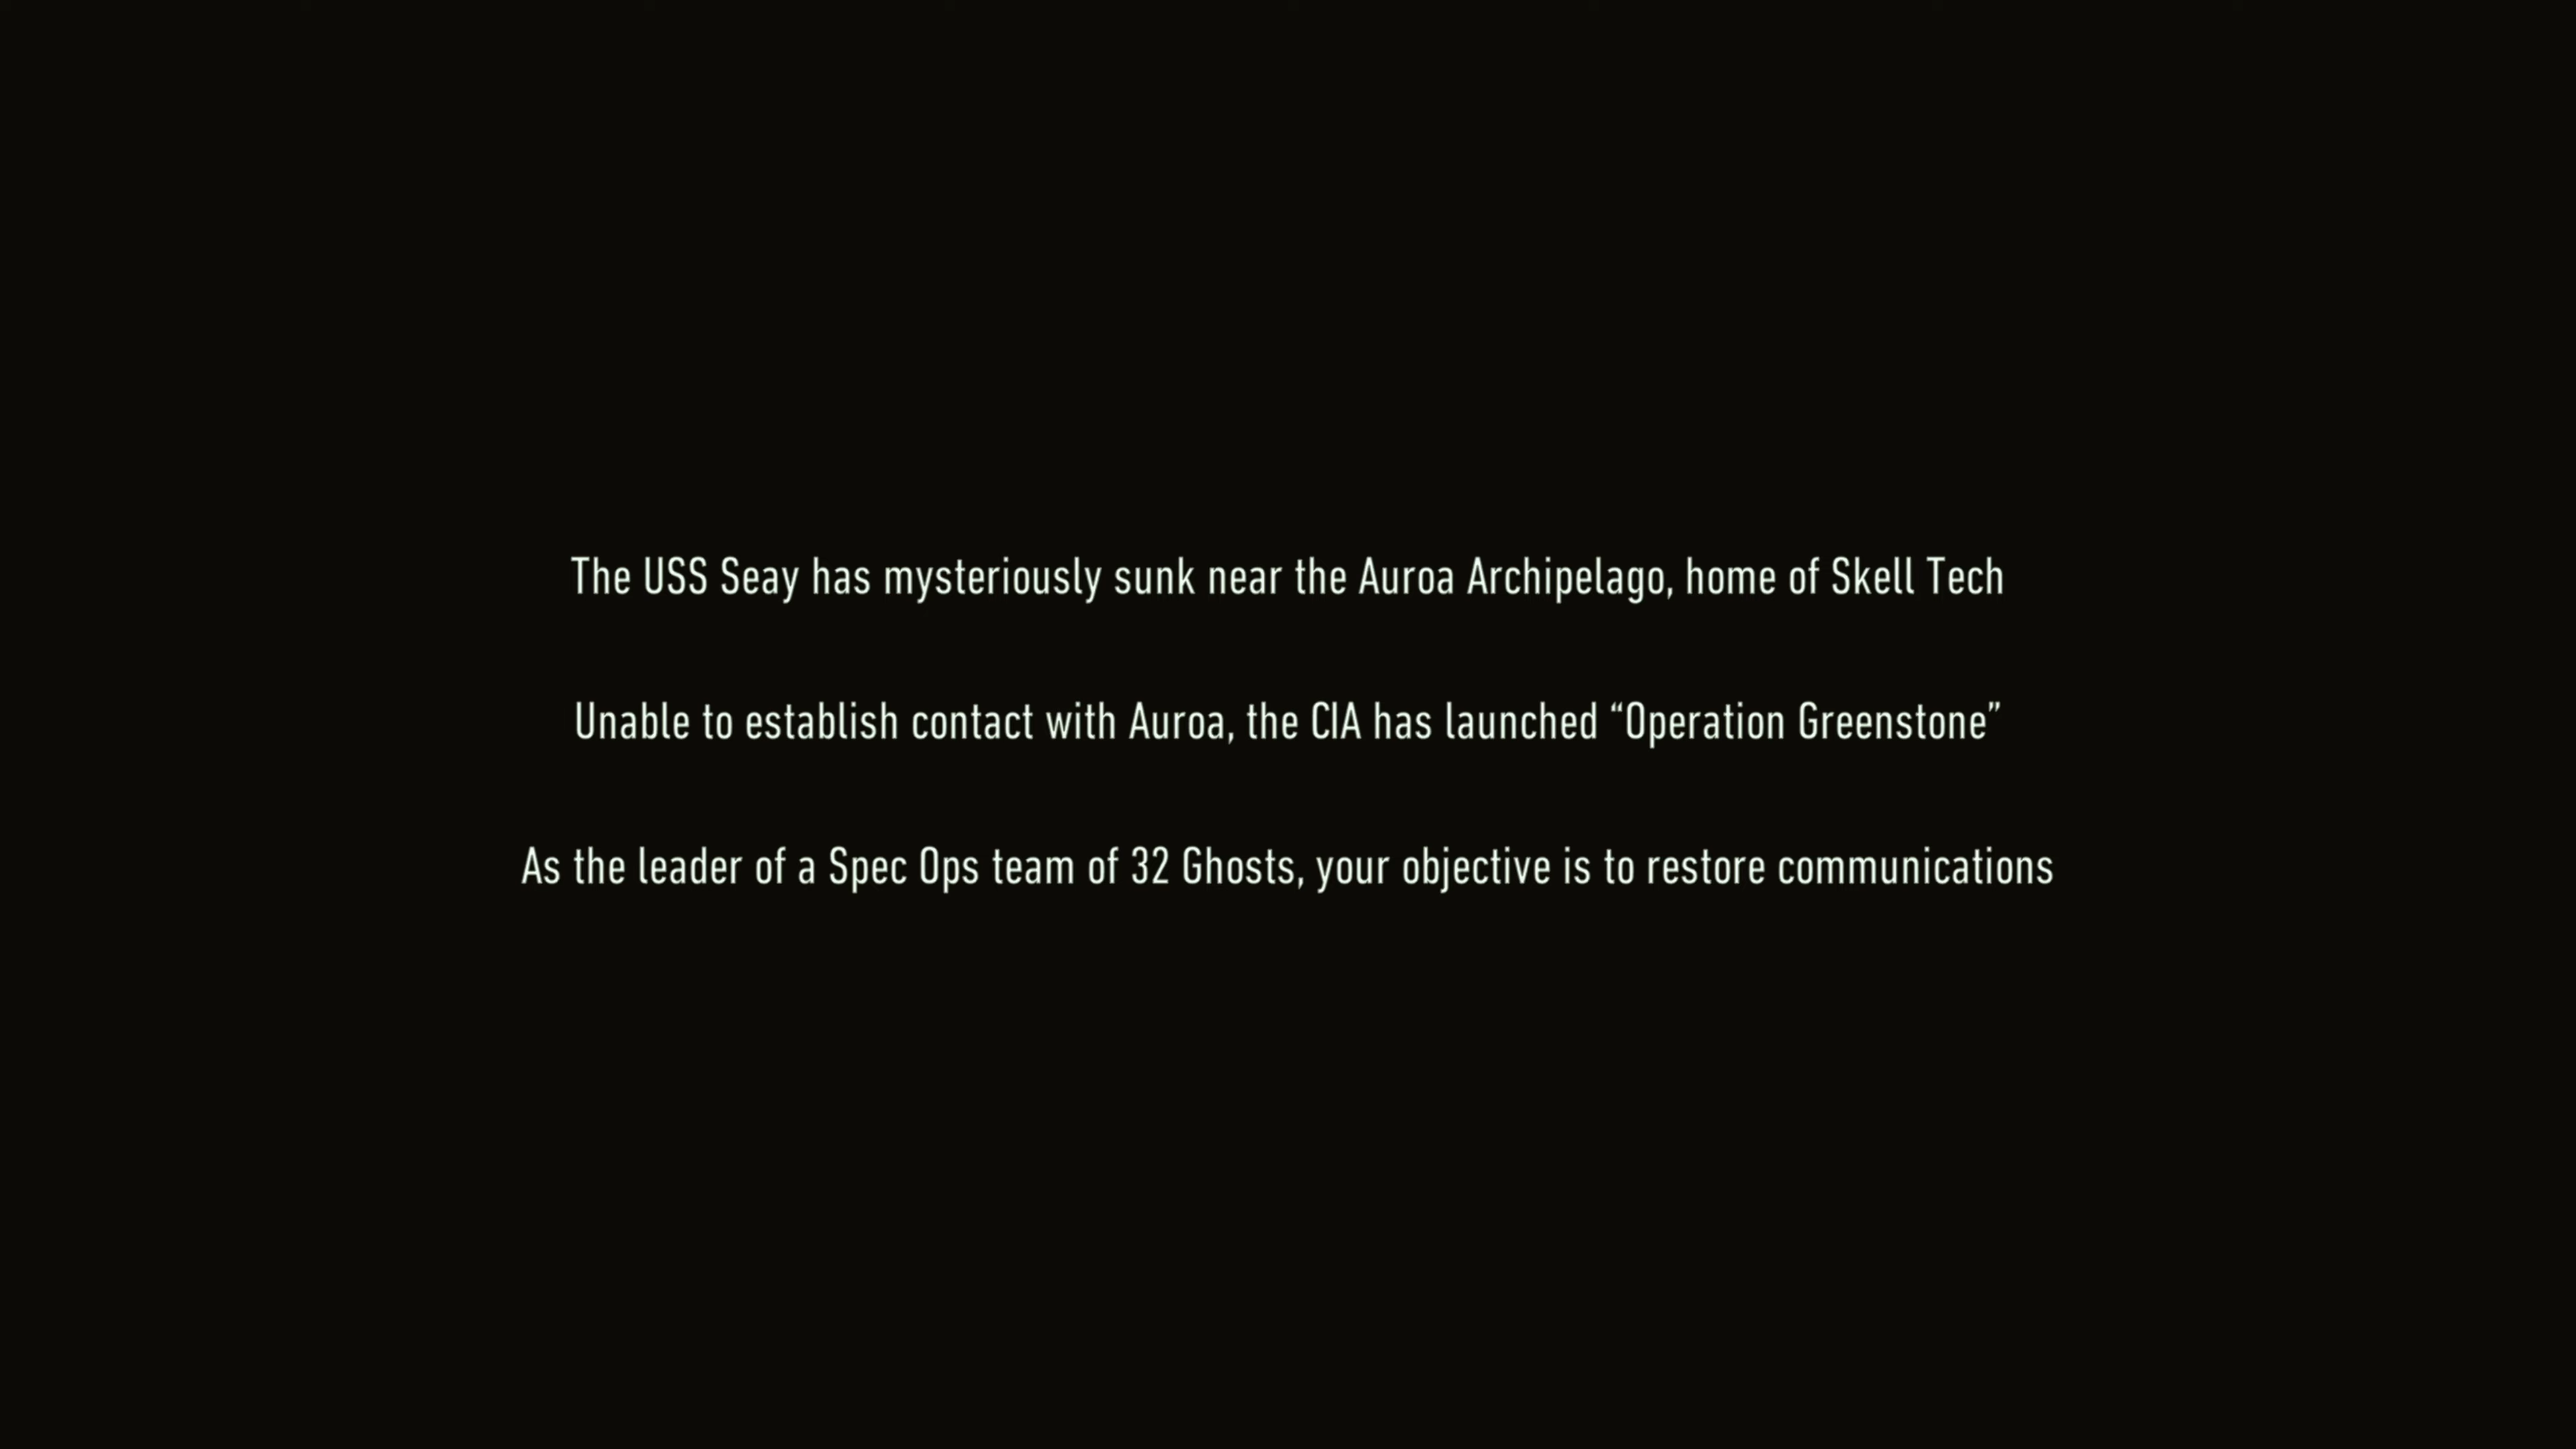 The USS Seay has mysteriously sunk near the Auroa Archipelago, home of Skell Tech
Unable to establish contact with Auroa, the CIA has launched “Operation Greenstone”
As the leader of a Spec Ops team of 32 Ghosts, your objective is to restore communications